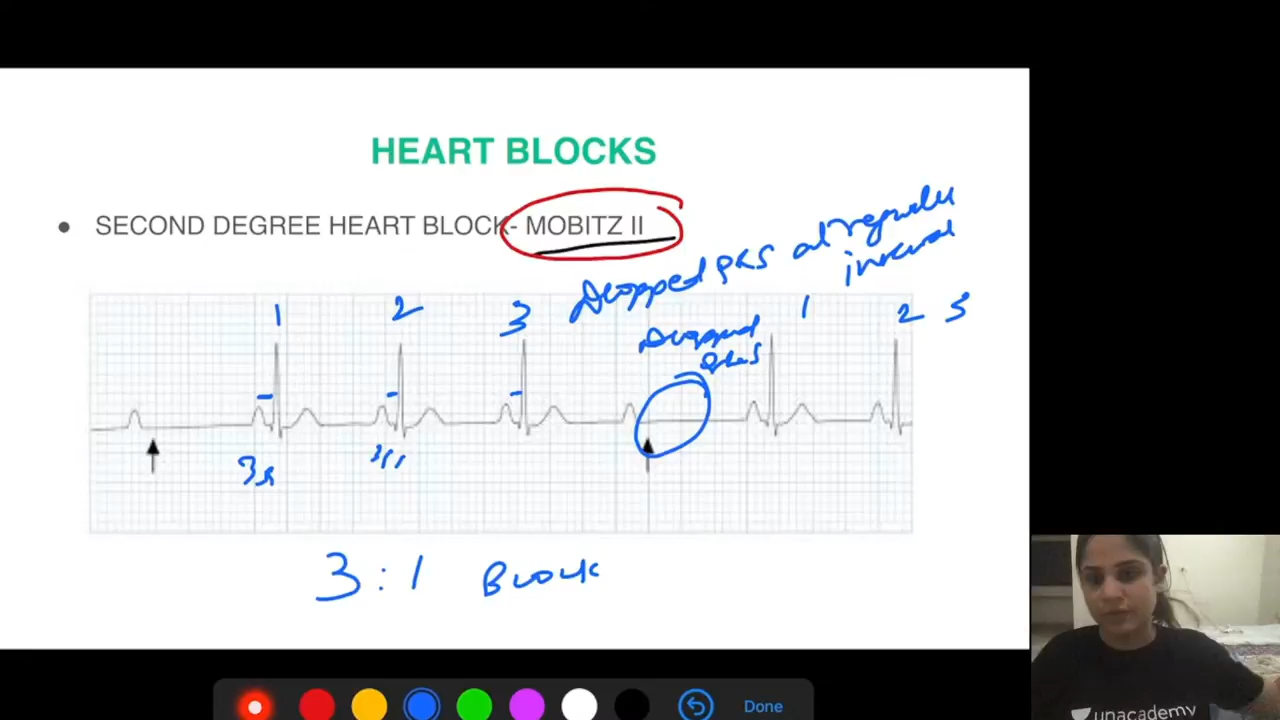 HEART BLOCKS
● SECOND DEGREE HEART BLOCK- MOBITZ II
Dropped QRS at regular
interval
1 2 3
Dropped
QRS
1 2 3
3:1 Block
Done
unacademy